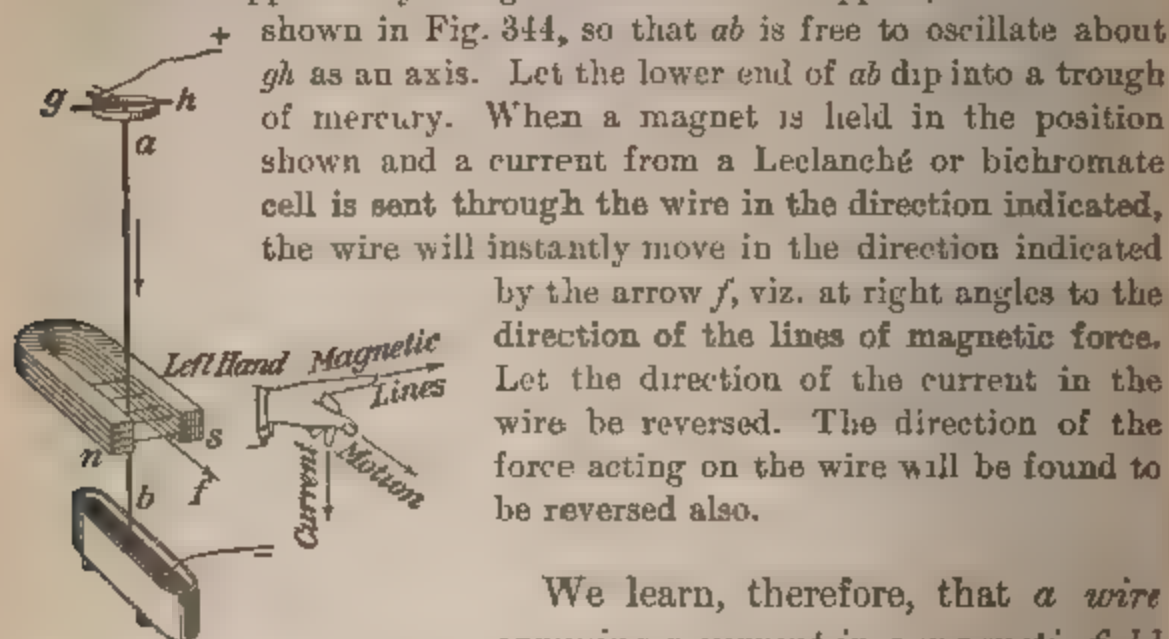 shown in Fig. 344, so that ab is free to oscillate about
gh as an axis. Let the lower end of ab dip into a trough
of mercury. When a magnet is held in the position
shown and a current from a Leclanché or bichromate
cell is sent through the wire in the direction indicated,
the wire will instantly move in the direction indicated
by the arrow f, viz. at right angles to the
direction of the lines of magnetic force.
Let the direction of the current in the
wire be reversed. The direction of the
force acting on the wire will be found to
be reversed also.
We learn, therefore, that a wire
+
g h
a
Left Hand Magnetic
Lines
s
n
Motion
Current
f
b
=